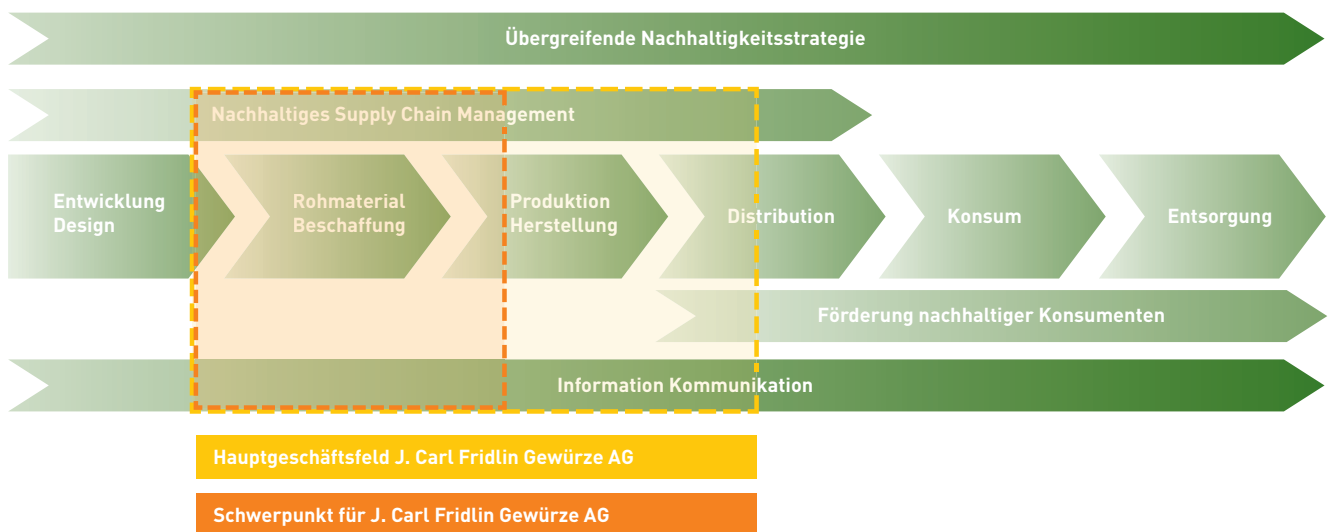 Übergreifende Nachhaltigkeitsstrategie
Nachhaltiges Supply Chain Management
Entwicklung
Design
Rohmaterial
Beschaffung
Produktion
Herstellung
Distribution
Konsum
Entsorgung
Förderung nachhaltiger Konsumenten
Information Kommunikation
Hauptgeschäftsfeld J. Carl Fridlin Gewürze AG
Schwerpunkt für J. Carl Fridlin Gewürze AG